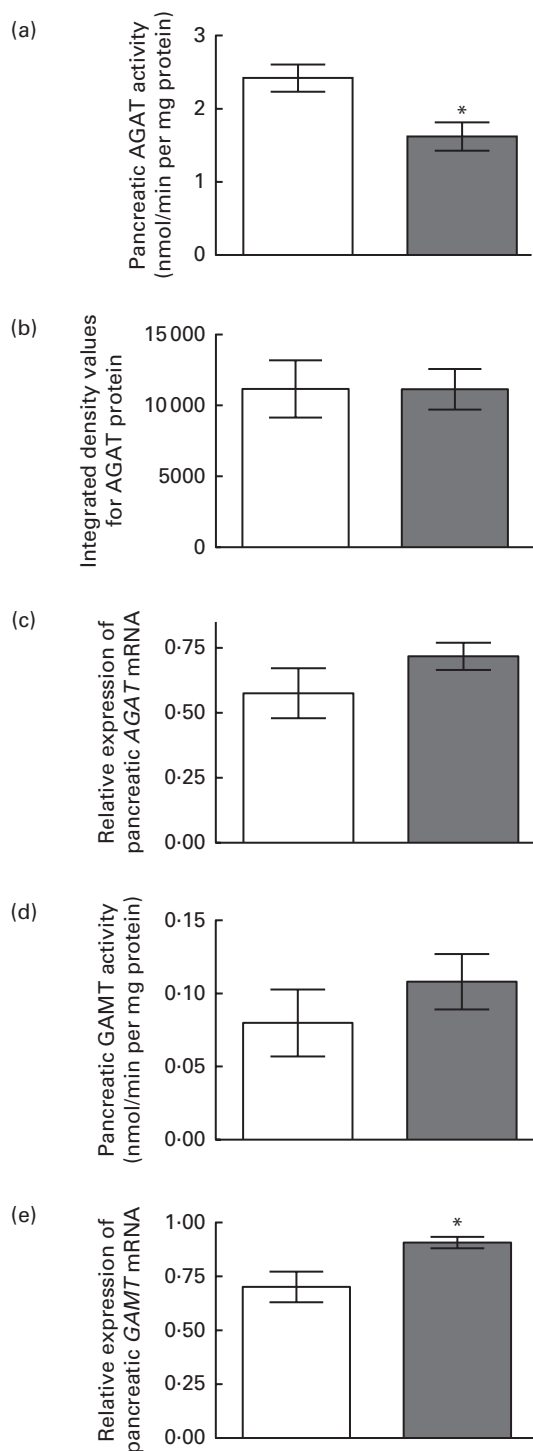 (a)
Pancreatic AGAT activity
(nmol/min per mg protein)
3
2
1
0
*
(b)
Integrated density values
for AGAT protein
15 000
10 000
5000
0
(c)
Relative expression of
pancreatic AGAT mRNA
0·75
0·50
0·25
0·00
(d)
Pancreatic GAMT activity
(nmol/min per mg protein)
0·15
0·10
0·05
0·00
(e)
Relative expression of
pancreatic GAMT mRNA
1·00
0·75
0·50
0·25
0·00
*